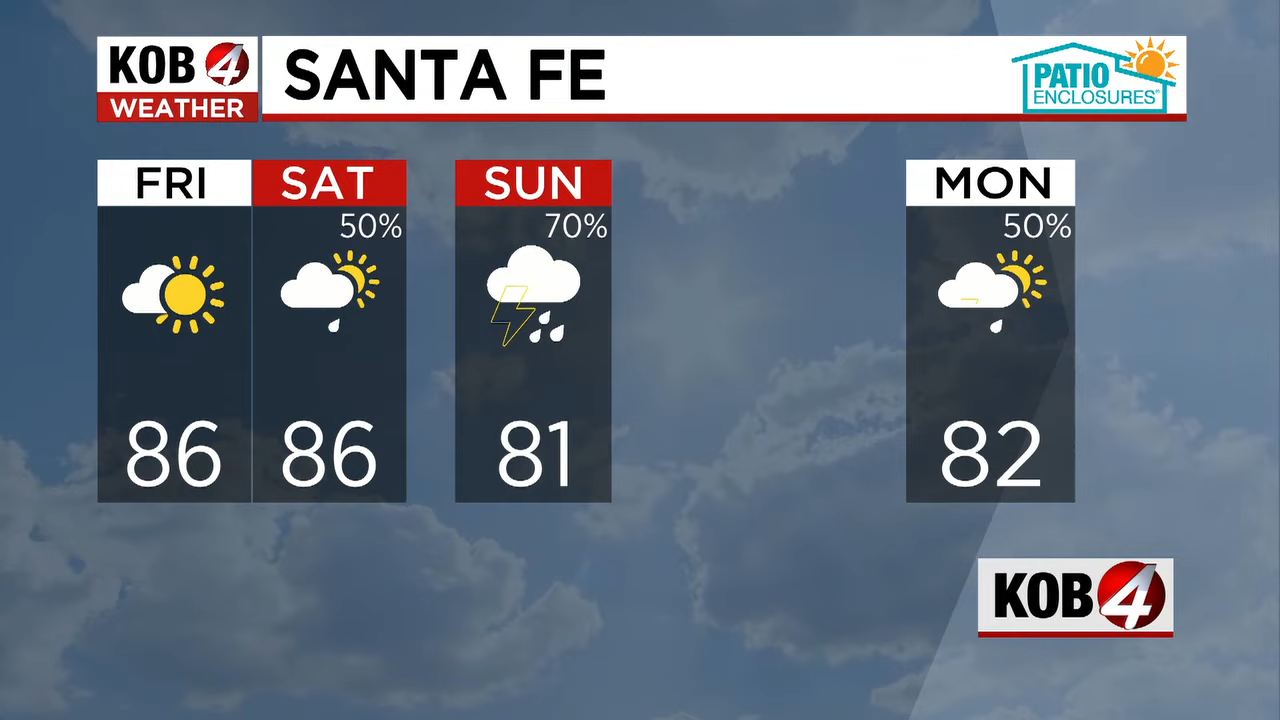 KOB 4
WEATHER
SANTA FE
PATIO
ENCLOSURES®
FRI
SAT
SUN
MON
50%
70%
50%
86
86
81
82
KOB 4